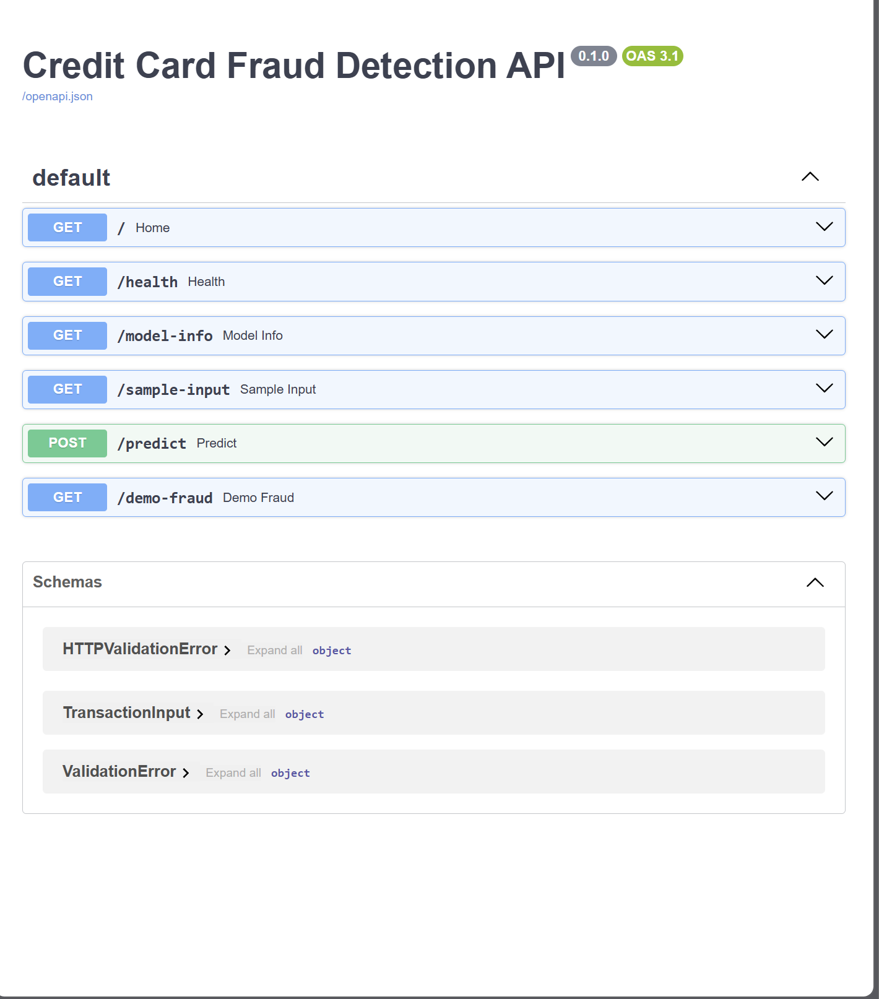 Credit Card Fraud Detection API 0.1.0 OAS 3.1
/openapi.json
default
GET / Home
GET /health Health
GET /model-info Model Info
GET /sample-input Sample Input
POST /predict Predict
GET /demo-fraud Demo Fraud
Schemas
HTTPValidationError Expand all object
TransactionInput Expand all object
ValidationError Expand all object